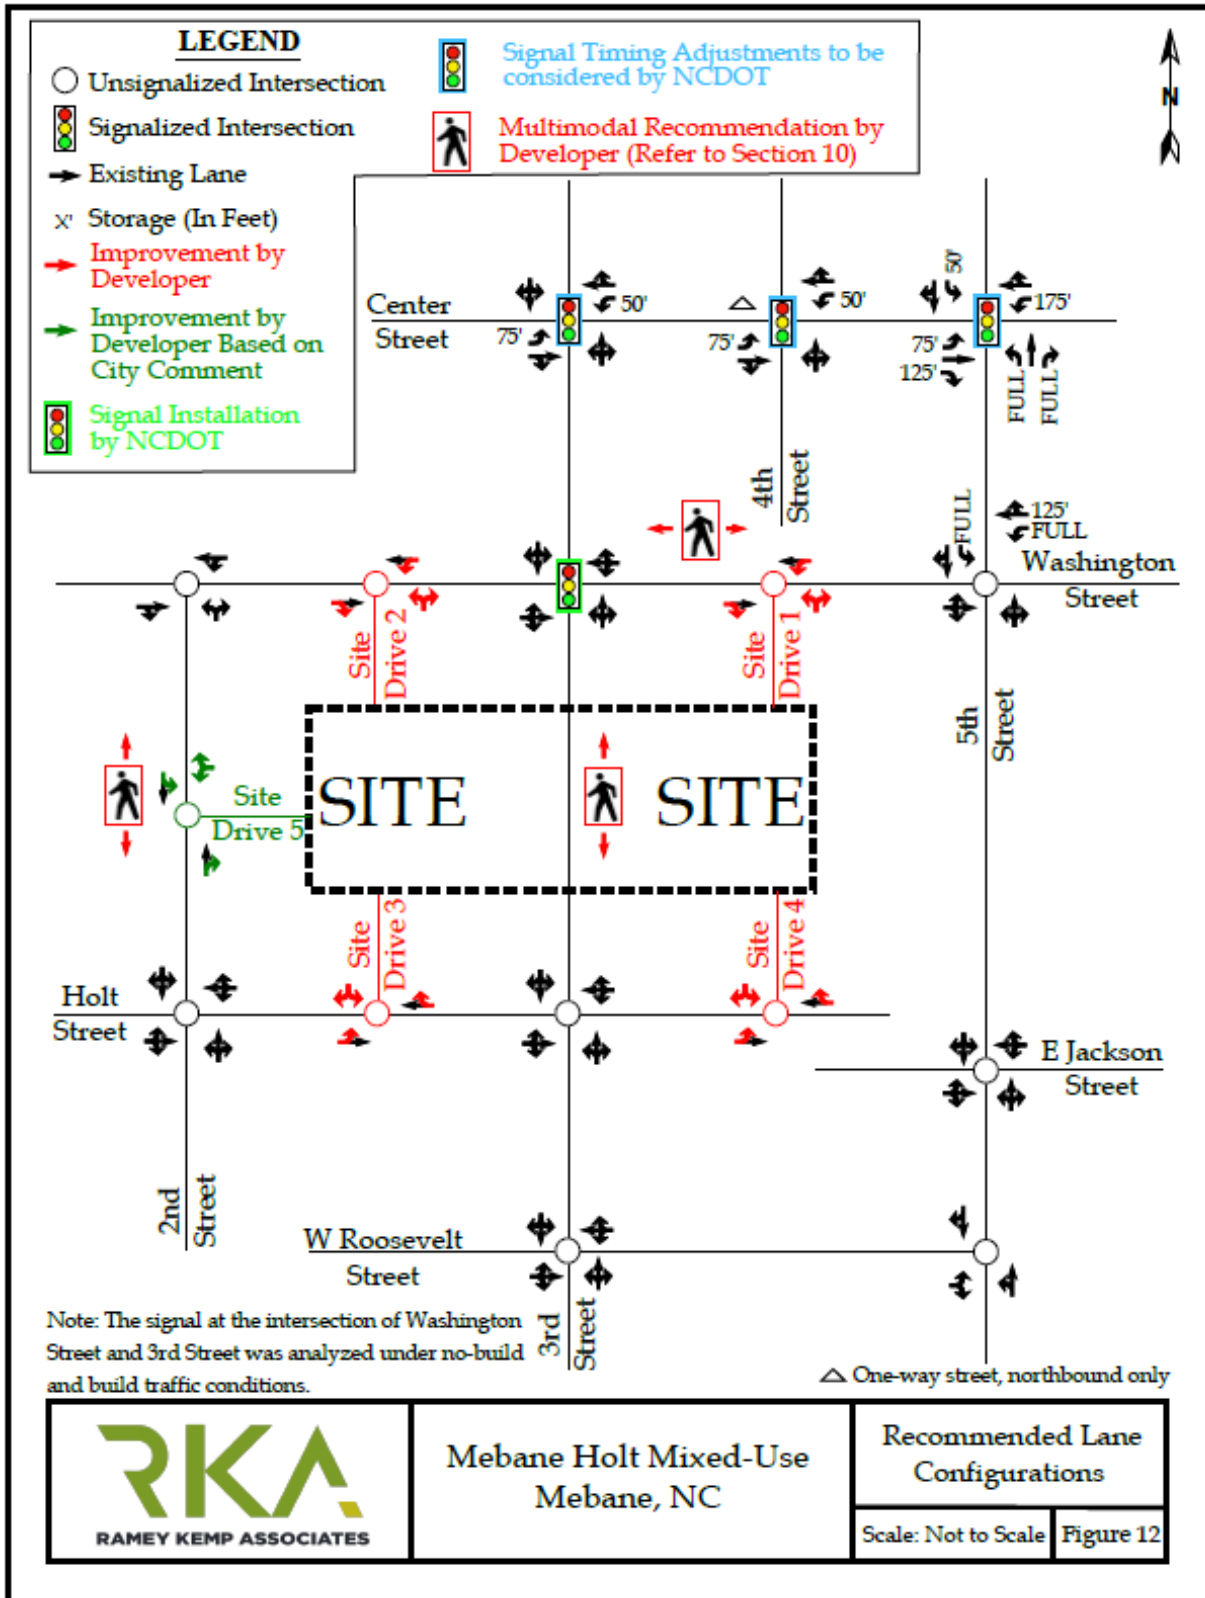 LEGEND
Unsignalized Intersection
Signalized Intersection
Existing Lane
X' Storage (In Feet)
Improvement by
Developer
Improvement by
Developer Based on
City Comment
Signal Installation
by NCDOT
Signal Timing Adjustments to be
considered by NCDOT
Multimodal Recommendation by
Developer (Refer to Section 10)
N
Center
Street
50'
75'
50'
75'
50'
175'
75'
125'
FULL
FULL
4th
Street
FULL
125'
FULL
Washington
Street
Site
Drive 2
Site
Drive 1
5th
Street
SITE
SITE
Site
Drive 5
Site
Drive 3
Site
Drive 4
Holt
Street
E Jackson
Street
2nd
Street
W Roosevelt
Street
3rd
Street
Note: The signal at the intersection of Washington
Street and 3rd Street was analyzed under no-build
and build traffic conditions.
One-way street, northbound only
RKA
RAMEY KEMP ASSOCIATES
Mebane Holt Mixed-Use
Mebane, NC
Recommended Lane
Configurations
Scale: Not to Scale
Figure 12